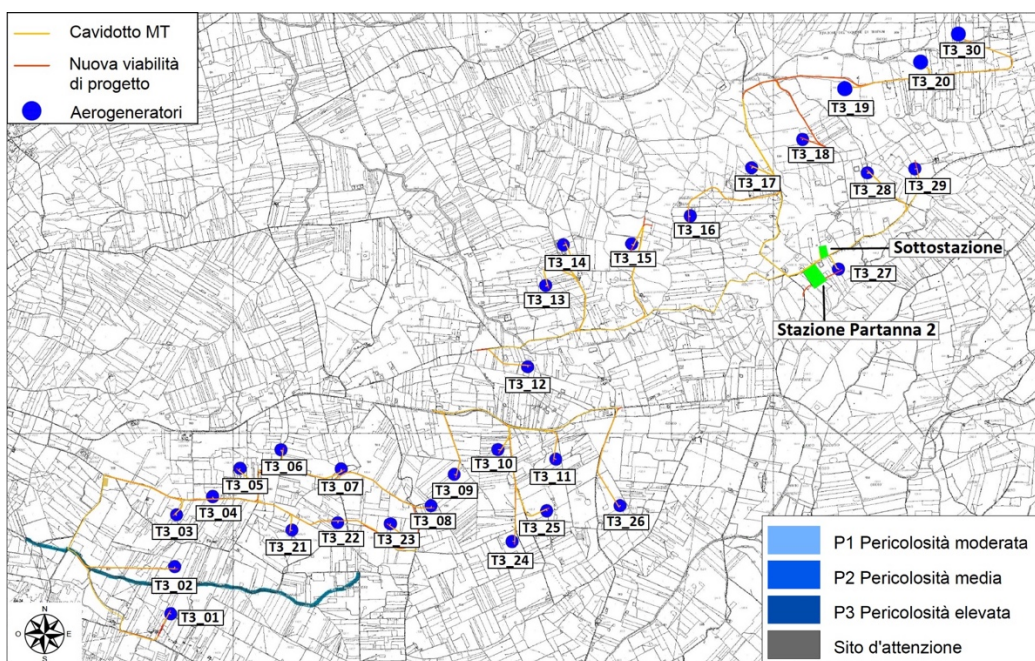 Cavidotto MT
Nuova viabilità
di progetto
Aerogeneratori
T3_30
T3_20
T3_19
T3_18
T3_17
T3_28
T3_29
T3_16
T3_15
T3_14
T3_13
Sottostazione
T3_27
Stazione Partanna 2
T3_12
T3_06
T3_05
T3_07
T3_10
T3_11
T3_09
T3_04
T3_03
T3_08
T3_26
T3_25
T3_21
T3_22
T3_23
T3_24
T3_02
T3_01
P1 Pericolosità moderata
P2 Pericolosità media
P3 Pericolosità elevata
Sito d'attenzione
N
O
E
S